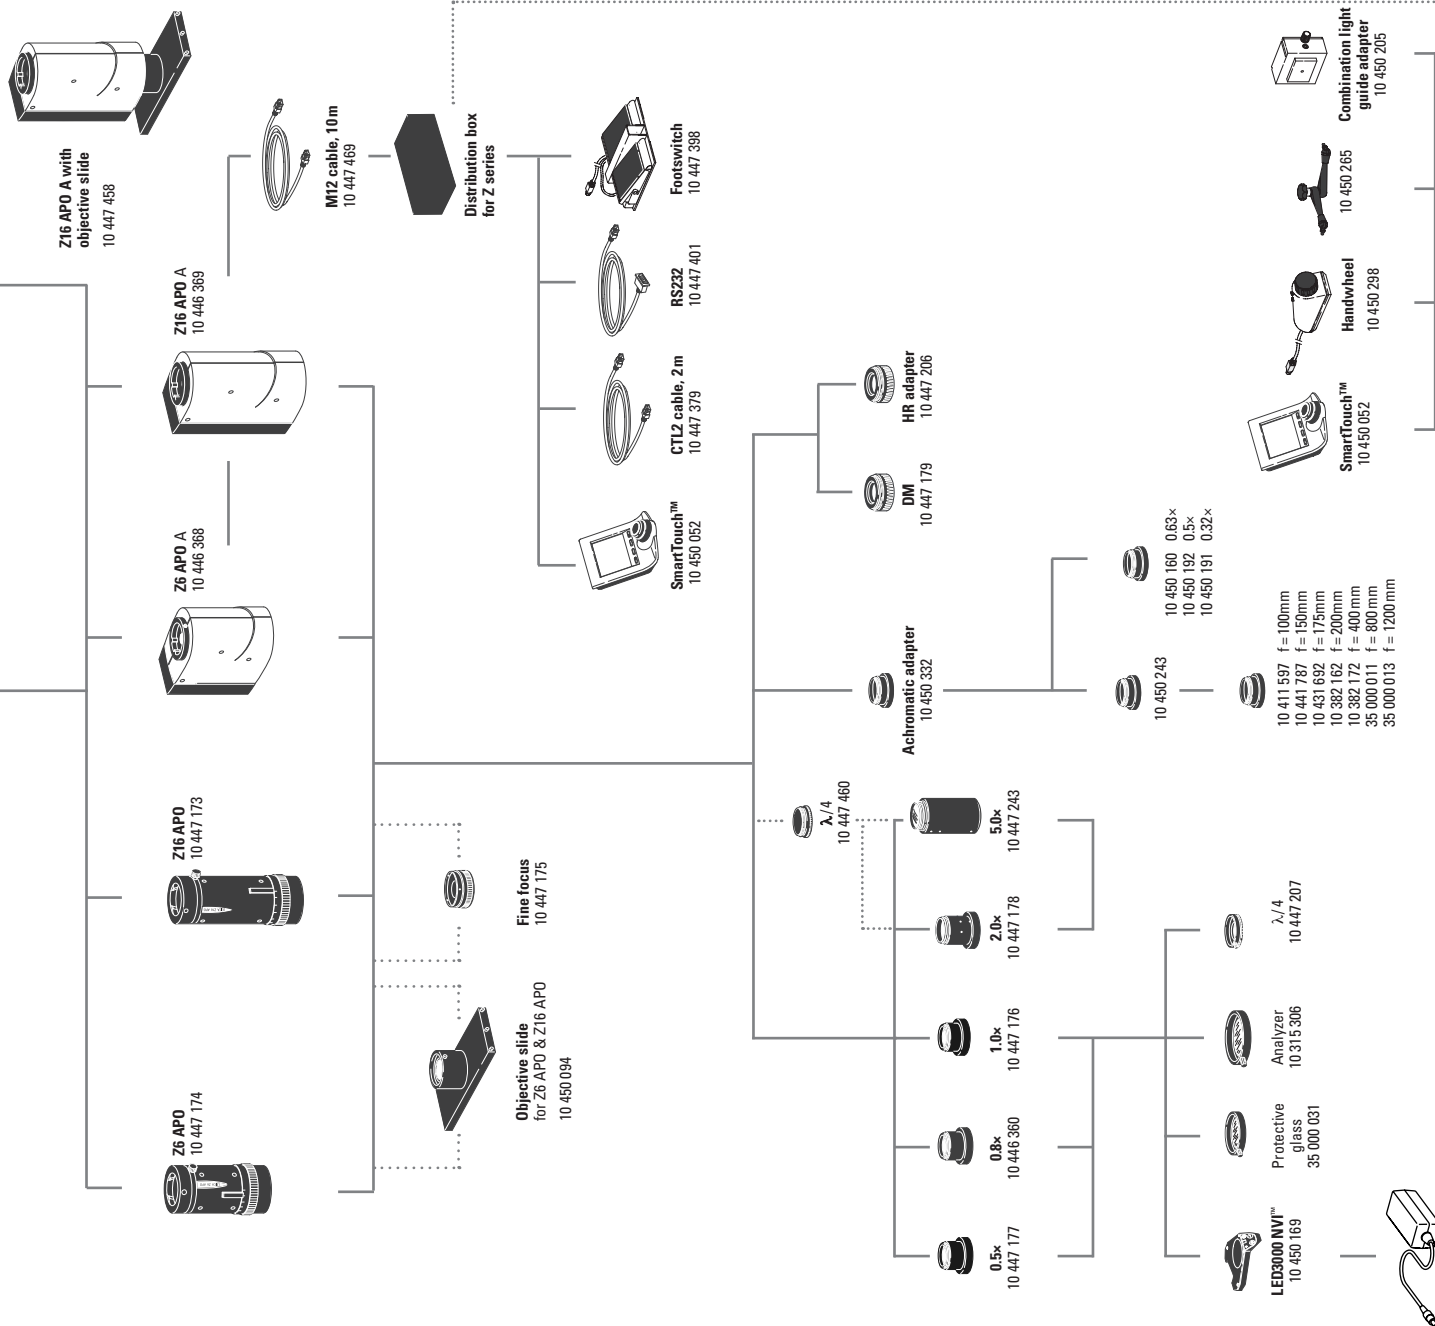 Z16 APO A with
objective slide
10 447 458
Z6 APO
10 447 174
Z16 APO
10 447 173
Z6 APO A
10 446 368
Z16 APO A
10 446 369
M12 cable, 10m
10 447 469
Distribution box
for Z series
SmartTouch™
10 450 052
CTL2 cable, 2 m
10 447 379
RS232
10 447 401
Footswitch
10 447 398
Objective slide
for Z6 APO & Z16 APO
10 450 094
Fine focus
10 447 175
λ/4
10 447 460
Achromatic adapter
10 450 332
DM
10 447 179
HR adapter
10 447 206
0.5×
10 447 177
0.8×
10 446 360
1.0×
10 447 176
2.0×
10 447 178
5.0×
10 447 243
10 450 243
10 450 160 0.63×
10 450 192 0.5×
10 450 191 0.32×
10 411 597 f = 100mm
10 441 787 f = 150mm
10 431 692 f = 175mm
10 382 162 f = 200mm
10 382 172 f = 400 mm
35 000 011 f = 800 mm
35 000 013 f = 1200 mm
LED3000 NVI™
10 450 169
Protective
glass
35 000 031
Analyzer
10 315 306
λ/4
10 447 207
SmartTouch™
10 450 052
Handwheel
10 450 298
10 450 265
Combination light
guide adapter
10 450 205